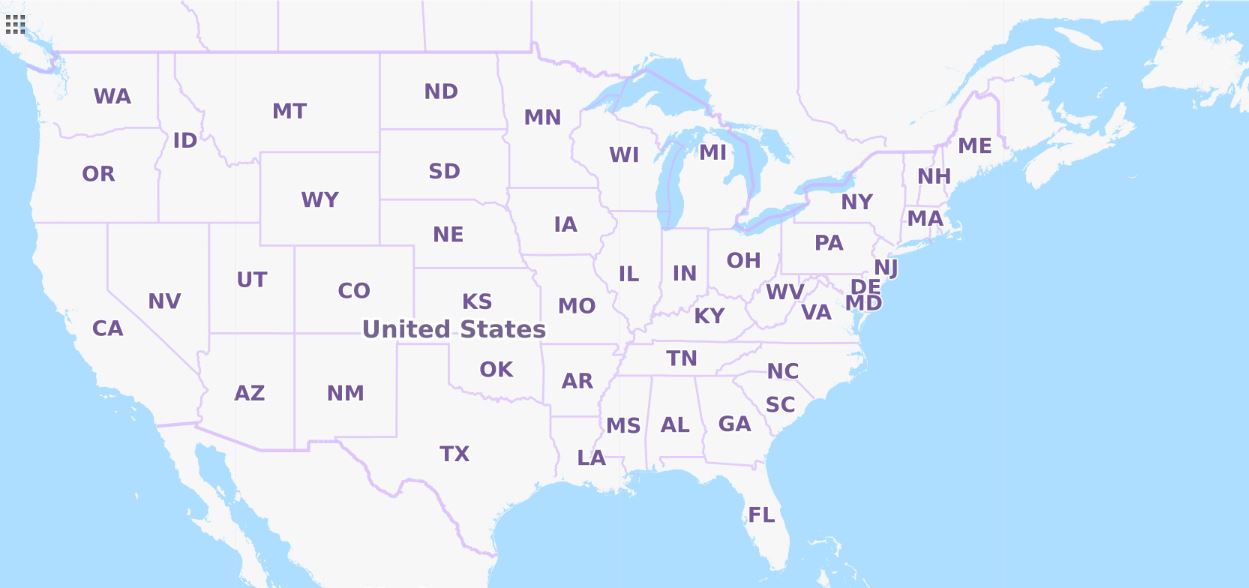 WA
MT
ND
MN
ID
OR
WY
SD
WI
MI
ME
NH
NY
MA
NE
IA
PA
NJ
UT
CO
IL
IN
OH
DE
WV
MD
NV
KS
MO
VA
KY
CA
United States
TN
OK
AR
NC
AZ
NM
SC
MS
AL
GA
TX
LA
FL